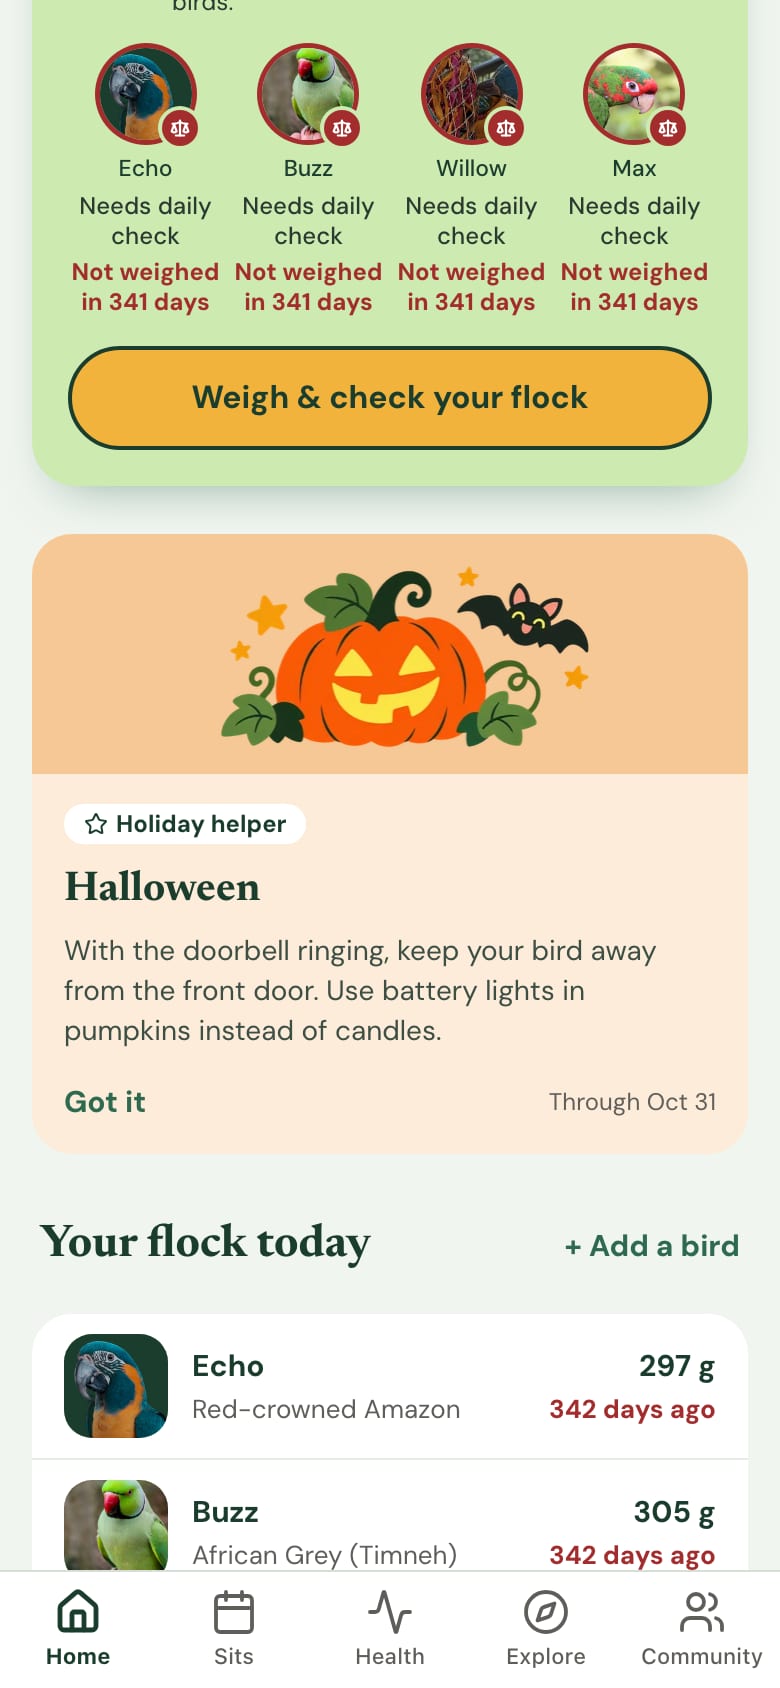 birds.
Echo
Buzz
Willow
Max
Needs daily
check
Needs daily
check
Needs daily
check
Needs daily
check
Not weighed
in 341 days
Not weighed
in 341 days
Not weighed
in 341 days
Not weighed
in 341 days
Weigh & check your flock
Holiday helper
Halloween
With the doorbell ringing, keep your bird away
from the front door. Use battery lights in
pumpkins instead of candles.
Got it
Through Oct 31
Your flock today
+ Add a bird
Echo
297 g
Red-crowned Amazon
342 days ago
Buzz
305 g
African Grey (Timneh)
342 days ago
Home
Sits
Health
Explore
Community